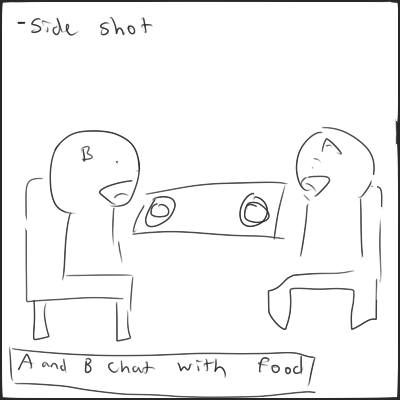 -Side shot
B
A
A and B chat with food